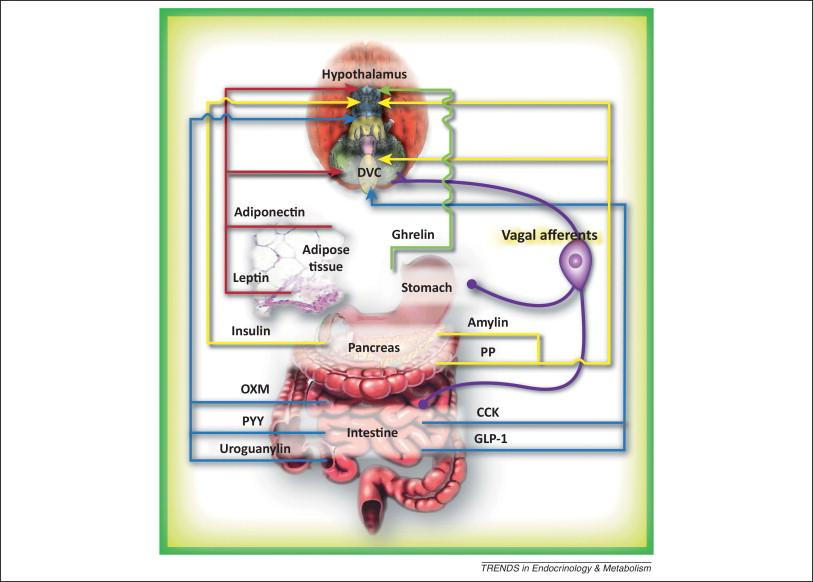 Hypothalamus
DVC
Adiponectin
Ghrelin
Vagal afferents
Adipose
tissue
Leptin
Stomach
Insulin
Amylin
Pancreas
PP
OXM
CCK
PYY
Intestine
GLP-1
Uroguanylin
TRENDS in Endocrinology & Metabolism